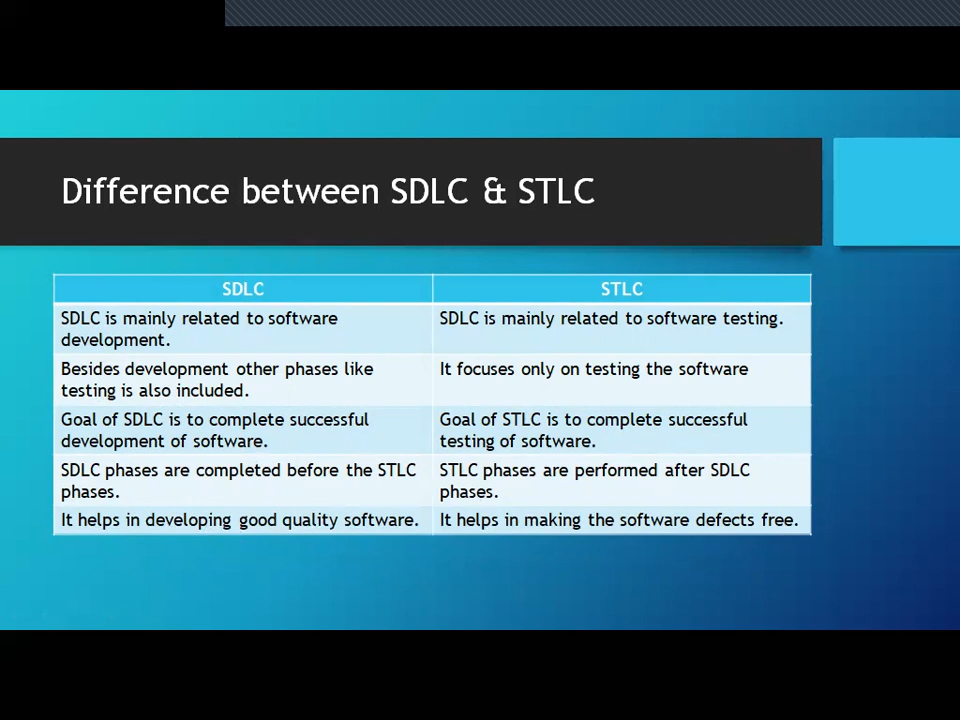 Difference between SDLC & STLC
SDLC
STLC
SDLC is mainly related to software
development.
SDLC is mainly related to software testing.
Besides development other phases like
testing is also included.
It focuses only on testing the software
Goal of SDLC is to complete successful
development of software.
Goal of STLC is to complete successful
testing of software.
SDLC phases are completed before the STLC
phases.
STLC phases are performed after SDLC
phases.
It helps in developing good quality software.
It helps in making the software defects free.